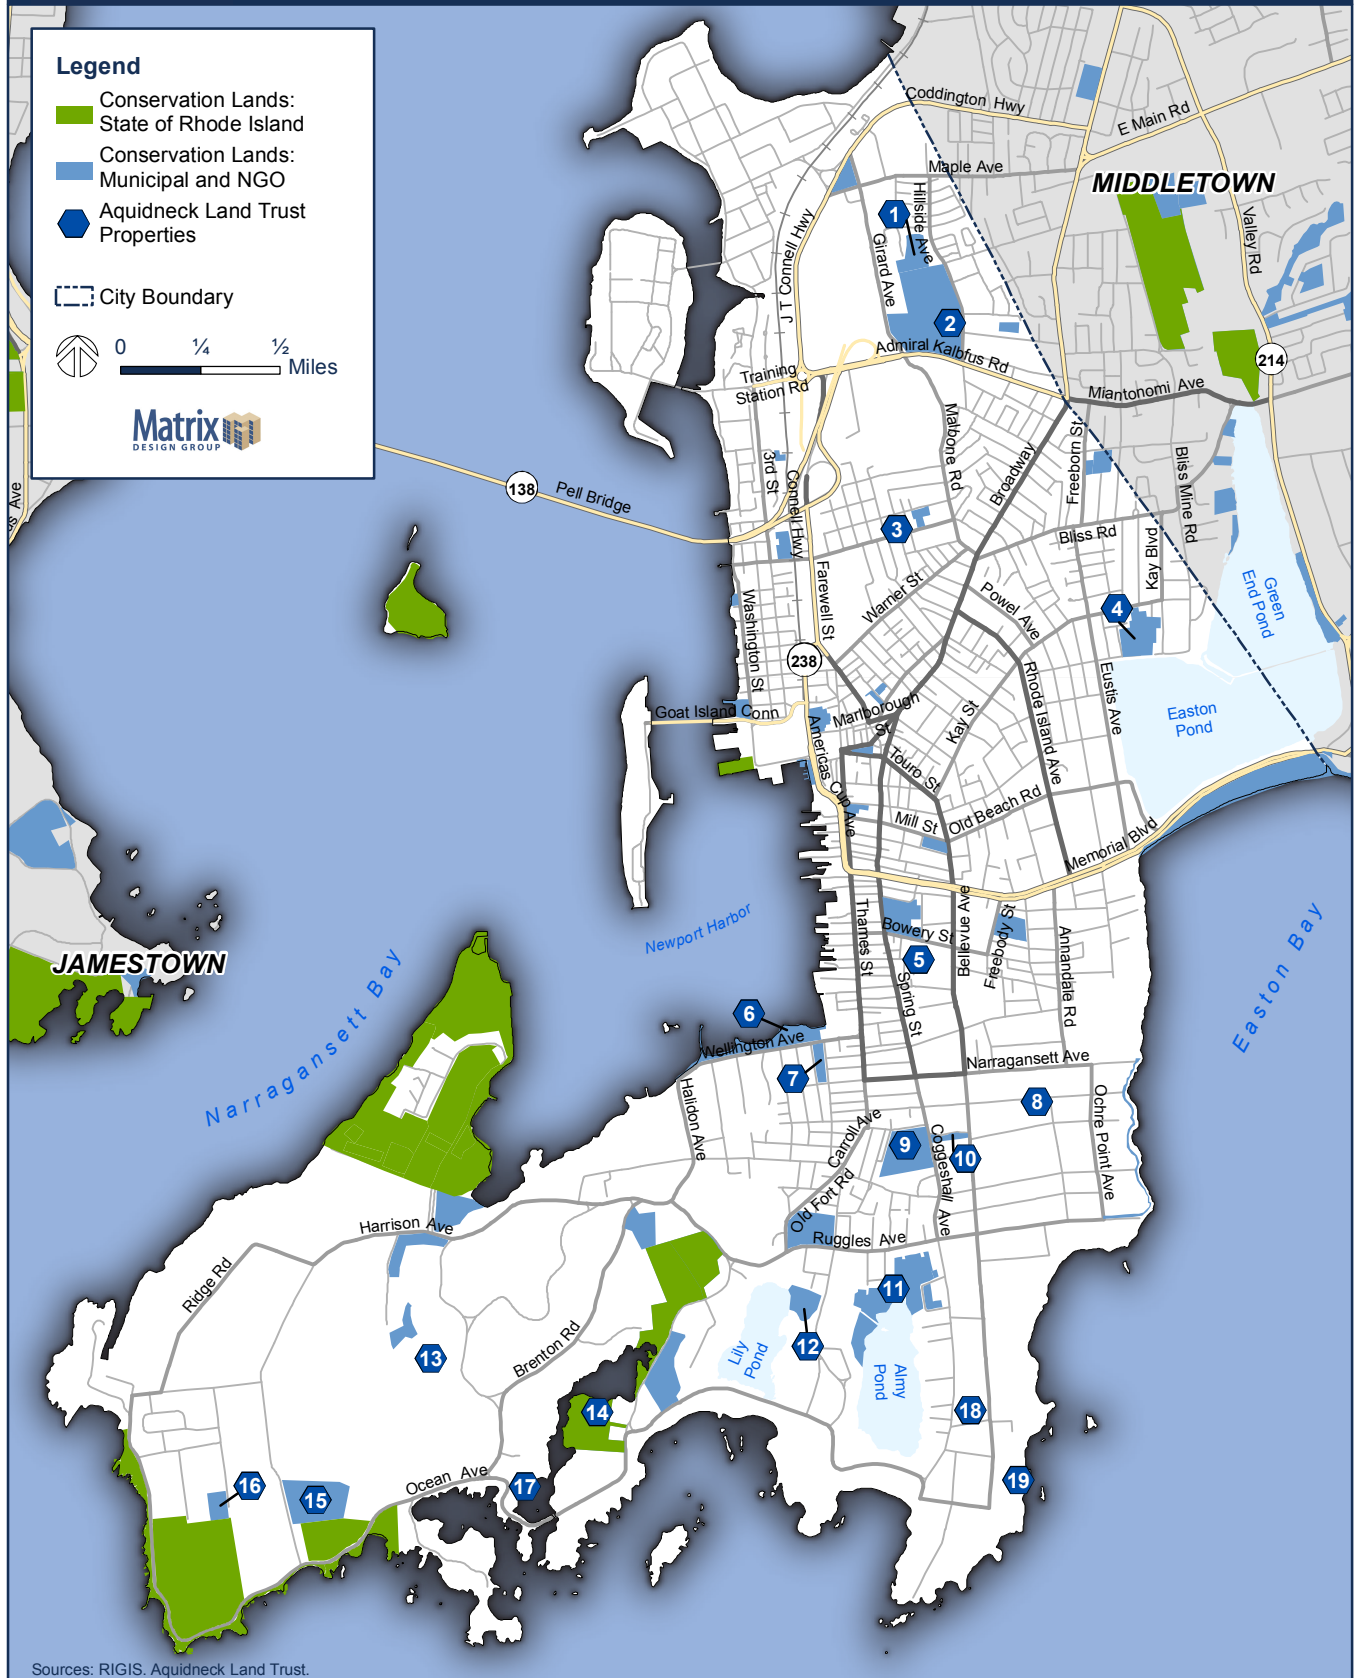 Legend
Conservation Lands:
State of Rhode Island
Conservation Lands:
Municipal and NGO
Aquidneck Land Trust
Properties
City Boundary
0 ¼ ½
Miles
Matrix
DESIGN GROUP
Coddington Hwy
E Main Rd
Maple Ave
MIDDLETOWN
Hillside Ave
1
Valley Rd
J T Connell Hwy
Girard Ave
2
Admiral Kalbfus Rd
214
Training
Station Rd
Miantonomi Ave
Malbone Rd
Broadway
Freeborn St
Bliss Mine Rd
3rd St
Connell Hwy
138
Pell Bridge
3
Bliss Rd
Kay Blvd
Green
End Pond
Farewell St
Warner St
Powel Ave
4
Washington St
238
Rhode Island Ave
Eustis Ave
Goat Island Conn
Marlborough
St
Kay St
Easton
Pond
Americas Cup Ave
Touro St
Mill St
Old Beach Rd
Memorial Blvd
Newport Harbor
Thames St
Bowery St
Bellevue Ave
Freebody St
Annandale Rd
Easton Bay
JAMESTOWN
Narragansett Bay
5
Spring St
6
Wellington Ave
7
Narragansett Ave
Halidon Ave
8
Ochre Point Ave
Carroll Ave
9
Coggeshall Ave
10
Old Fort Rd
Harrison Ave
Ruggles Ave
Ridge Rd
11
12
Lily
Pond
Almy
Pond
Brenton Rd
13
14
18
Ocean Ave
16
15
17
19
Sources: RIGIS. Aquidneck Land Trust.